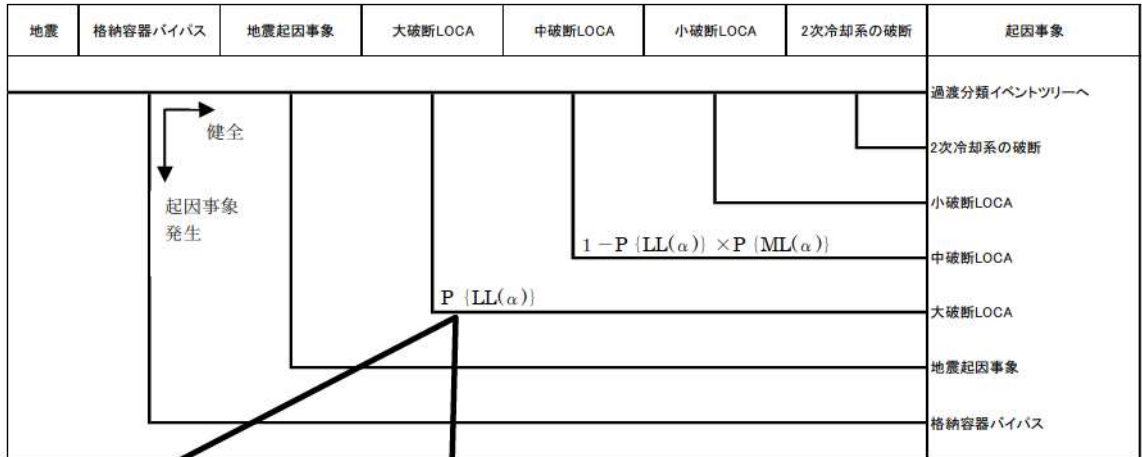 地震 格納容器バイパス 地震起因事象 大破断LOCA 中破断LOCA 小破断LOCA 2次冷却系の破断 起因事象
過渡分類イベントツリーへ
健全
2次冷却系の破断
起因事象
発生
小破断LOCA
1－P {LL(α)} ×P {ML(α)}
中破断LOCA
P {LL(α)}
大破断LOCA
地震起因事象
格納容器バイパス